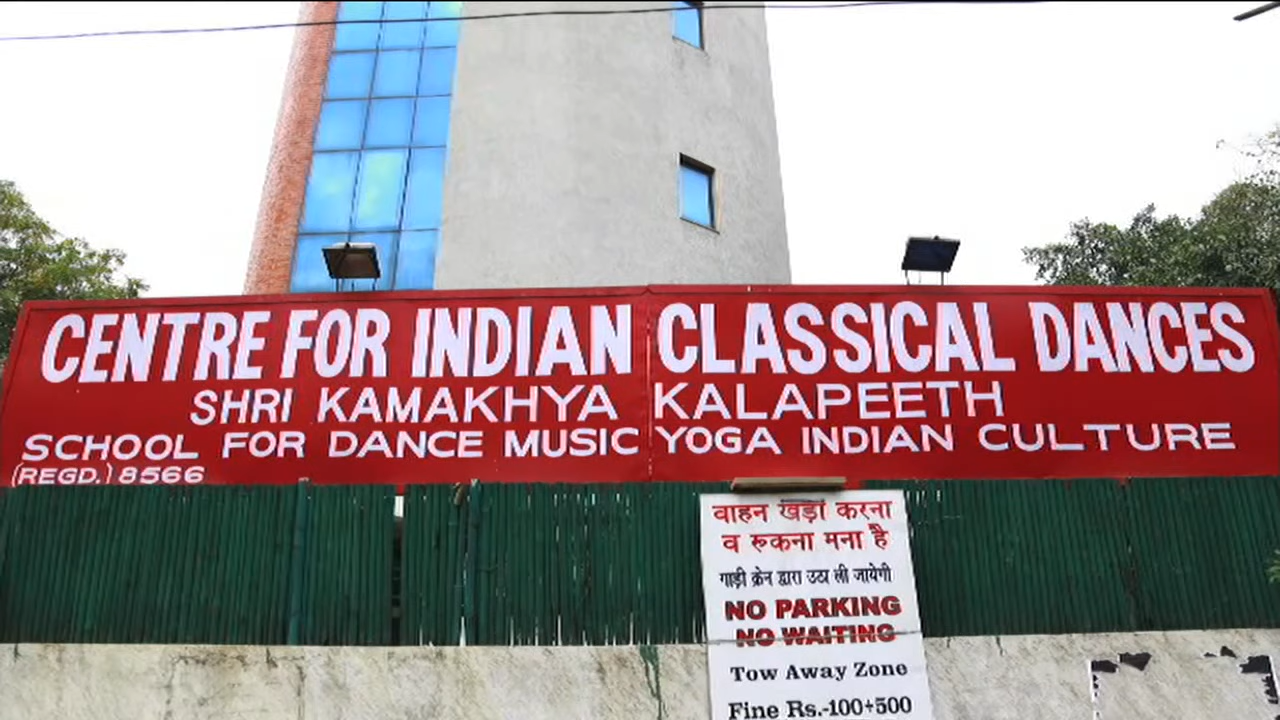 CENTRE FOR INDIAN CLASSICAL DANCES
SHRI KAMAKHYA KALAPEETH
SCHOOL FOR DANCE MUSIC YOGA INDIAN CULTURE
(REGD.) 8566
वाहन खड़ा करना
व रूकना मना है
गाड़ी क्रेन द्वारा उठा ली जायेगी
NO PARKING
NO WAITING
Tow Away Zone
Fine Rs.-100+500